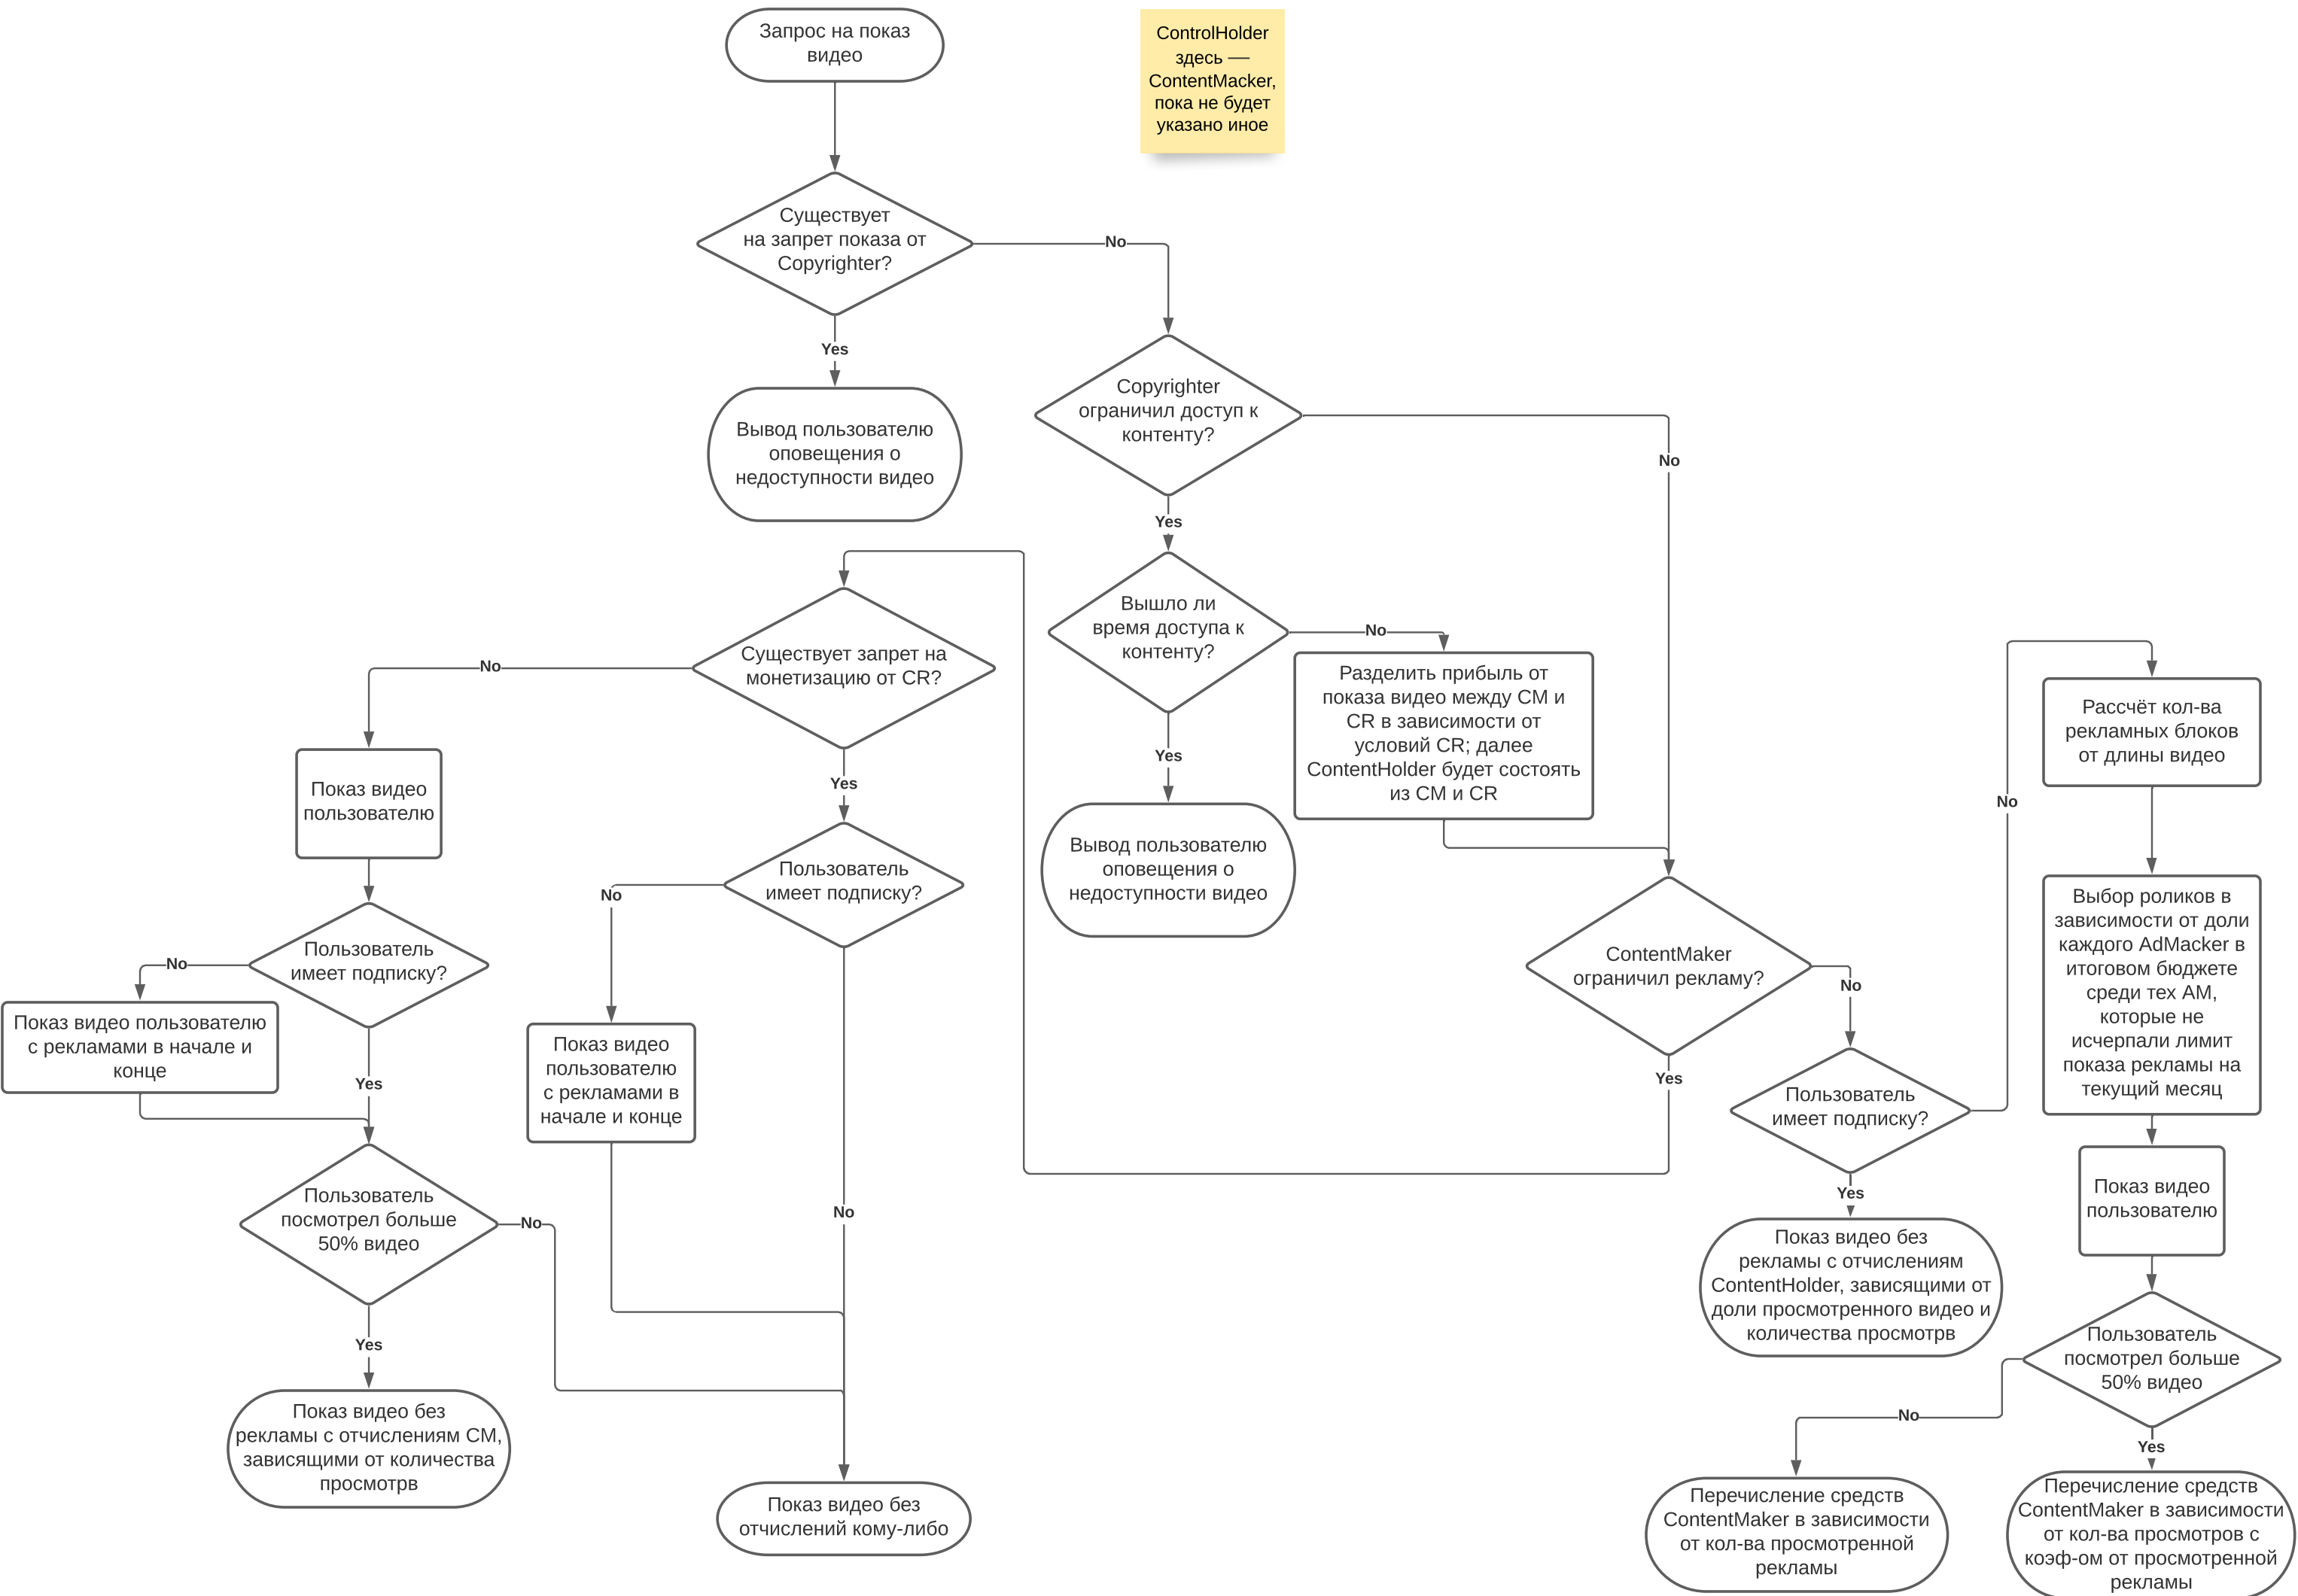 Запрос на показ
видео
ControlHolder
здесь —
ContentMacker,
пока не будет
указано иное
Существует
на запрет показа от
Copyrighter?
No
Yes
Вывод пользователю
оповещения о
недоступности видео
Copyrighter
ограничил доступ к
контенту?
No
Yes
Вышло ли
время доступа к
контенту?
No
Yes
Разделить прибыль от
показа видео между CM и
CR в зависимости от
условий CR; далее
ContentHolder будет состоять
из CM и CR
Вывод пользователю
оповещения о
недоступности видео
Существует запрет на
монетизацию от CR?
No
Yes
Показ видео
пользователю
Пользователь
имеет подписку?
No
Yes
Показ видео пользователю
с рекламами в начале и
конце
Пользователь
посмотрел больше
50% видео
No
Yes
Показ видео без
рекламы с отчислениям CM,
зависящими от количества
просмотрв
Пользователь
имеет подписку?
No
No
Показ видео
пользователю
с рекламами в
начале и конце
Показ видео без
отчислений кому-либо
ContentMaker
ограничил рекламу?
No
Yes
Пользователь
имеет подписку?
No
Yes
Показ видео без
рекламы с отчислениям
ContentHolder, зависящими от
доли просмотренного видео и
количества просмотрв
Рассчёт кол-ва
рекламных блоков
от длины видео
Выбор роликов в
зависимости от доли
каждого AdMacker в
итоговом бюджете
среди тех AM,
которые не
исчерпали лимит
показа рекламы на
текущий месяц
Показ видео
пользователю
Пользователь
посмотрел больше
50% видео
No
Yes
Перечисление средств
ContentMaker в зависимости
от кол-ва просмотренной
рекламы
Перечисление средств
ContentMaker в зависимости
от кол-ва просмотров с
коэф-ом от просмотренной
рекламы